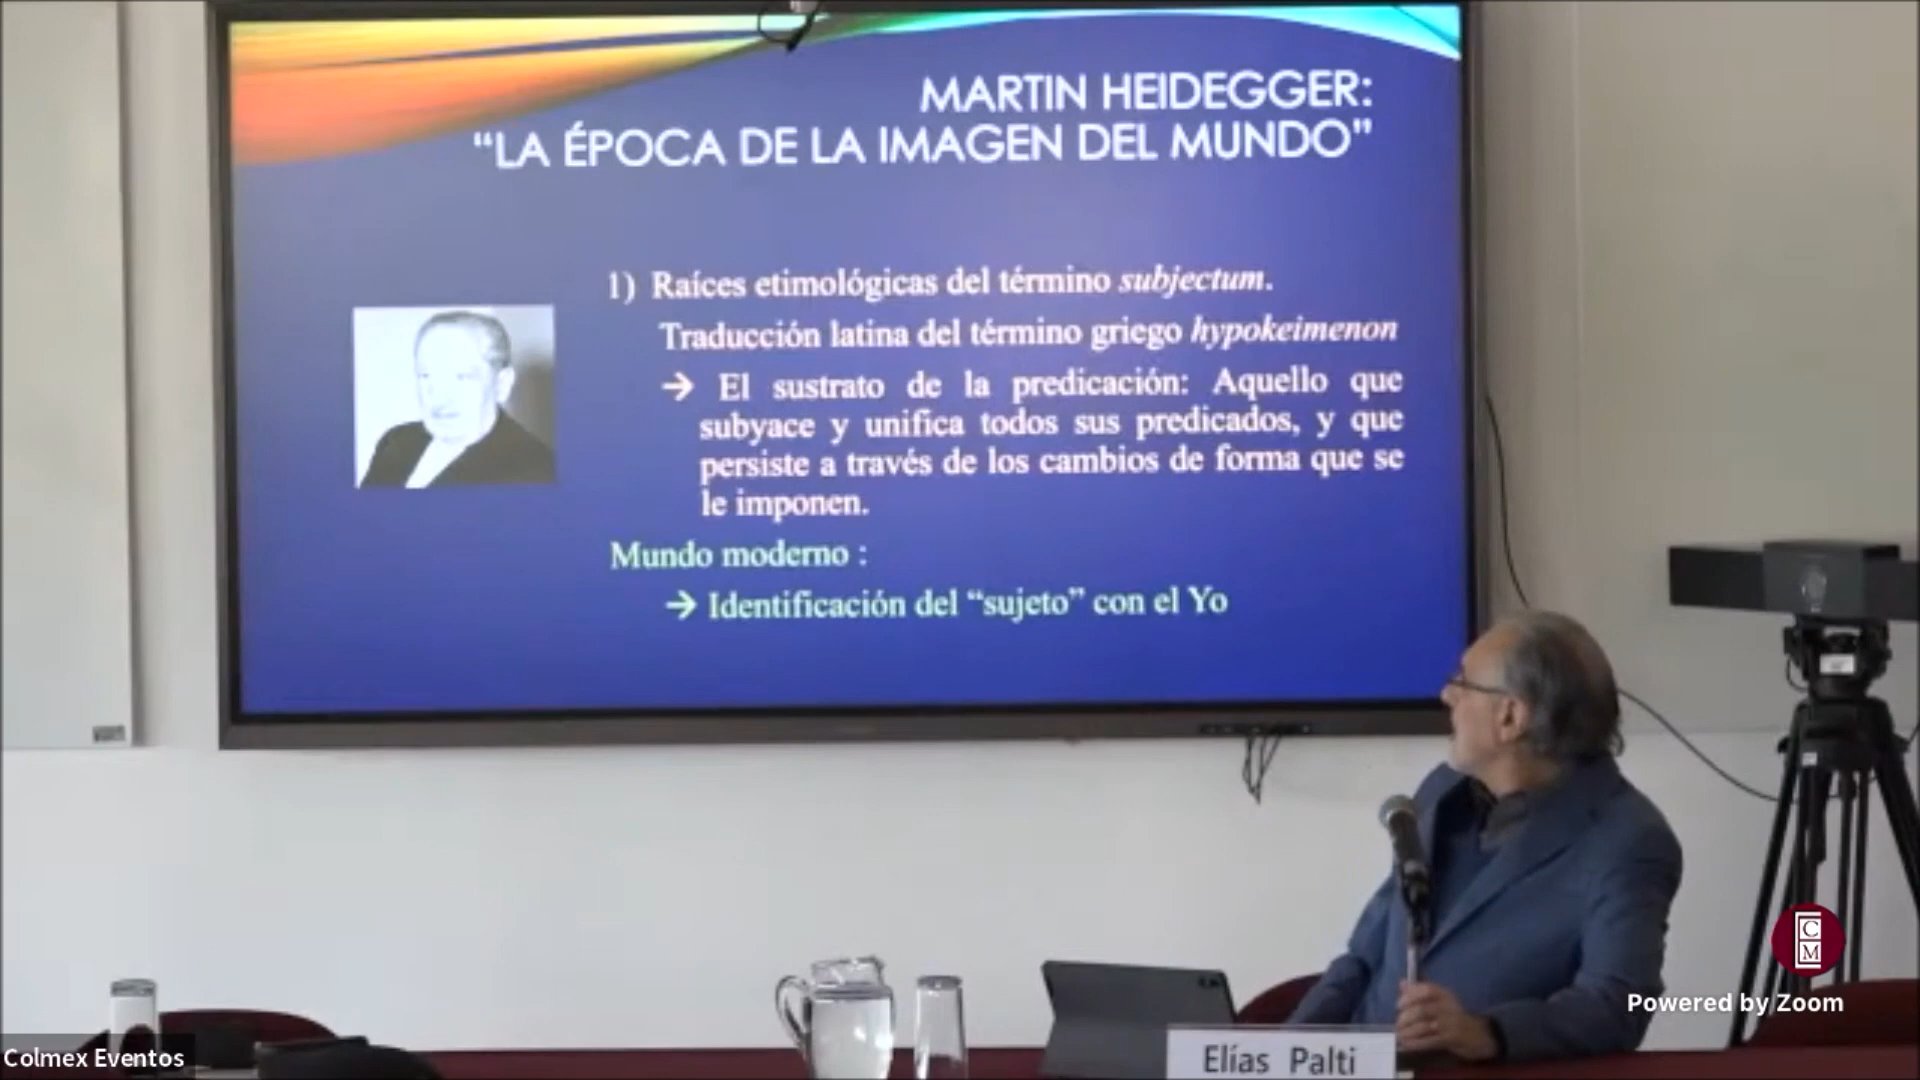 MARTIN HEIDEGGER:
“LA ÉPOCA DE LA IMAGEN DEL MUNDO”
1) Raíces etimológicas del término subjectum.
Traducción latina del término griego hypokeimenon
→ El sustrato de la predicación: Aquello que
subyace y unifica todos sus predicados, y que
persiste a través de los cambios de forma que se
le imponen.
Mundo moderno :
→ Identificación del “sujeto” con el Yo
C
M
Powered by Zoom
Colmex Eventos
Elías Palti